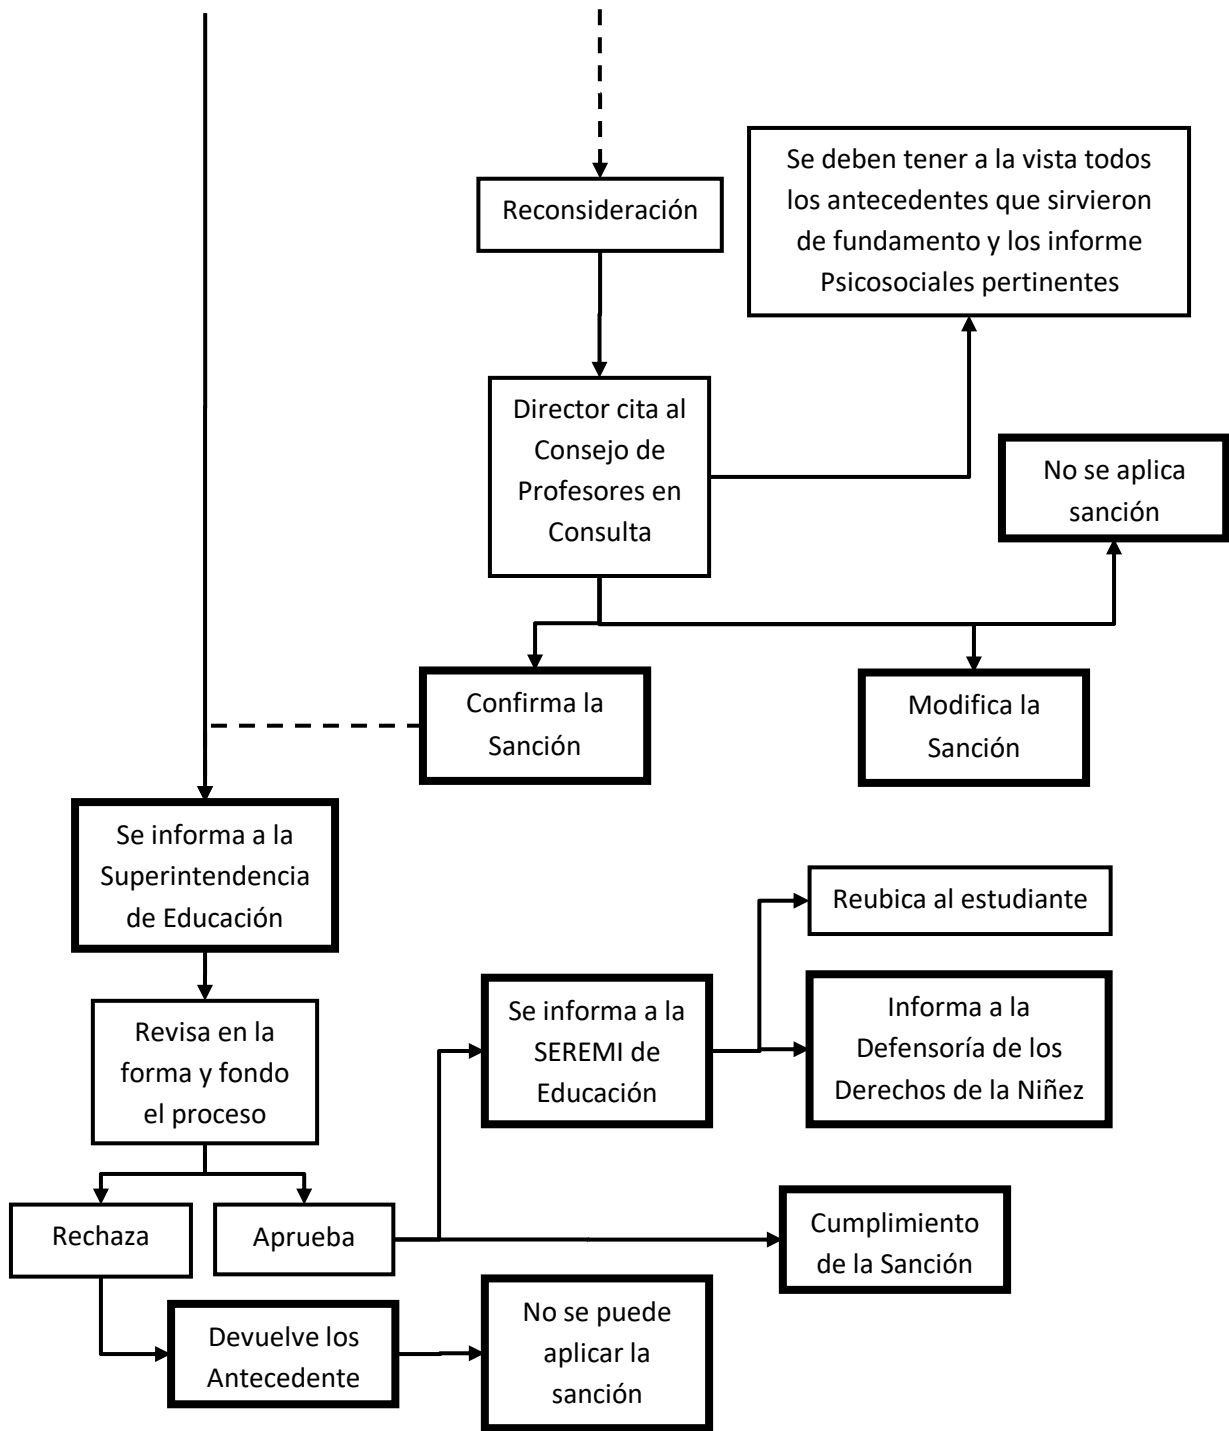 Se deben tener a la vista todos
los antecedentes que sirvieron
de fundamento y los informe
Psicosociales pertinentes
Reconsideración
Director cita al
Consejo de
Profesores en
Consulta
No se aplica
sanción
Confirma la
Sanción
Modifica la
Sanción
Se informa a la
Superintendencia
de Educación
Reubica al estudiante
Se informa a la
SEREMI de
Educación
Informa a la
Defensoría de los
Derechos de la Niñez
Revisa en la
forma y fondo
el proceso
Rechaza
Aprueba
Cumplimiento
de la Sanción
Devuelve los
Antecedente
No se puede
aplicar la
sanción